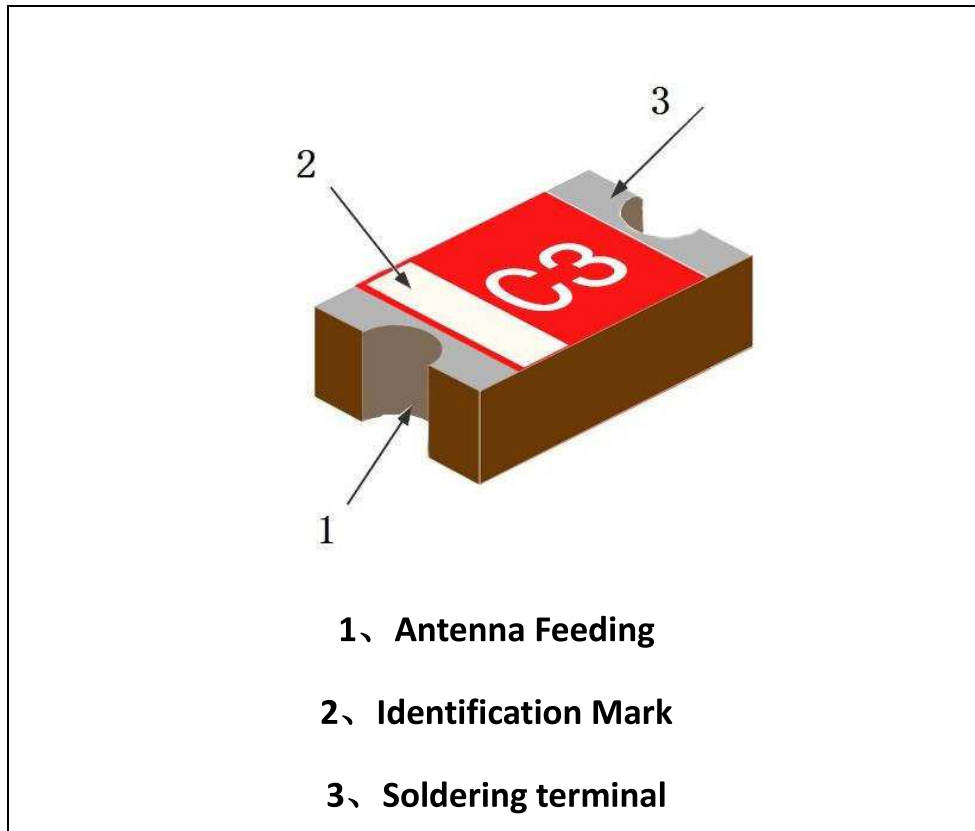 3
2
C3
1
1、Antenna Feeding
2、Identification Mark
3、Soldering terminal